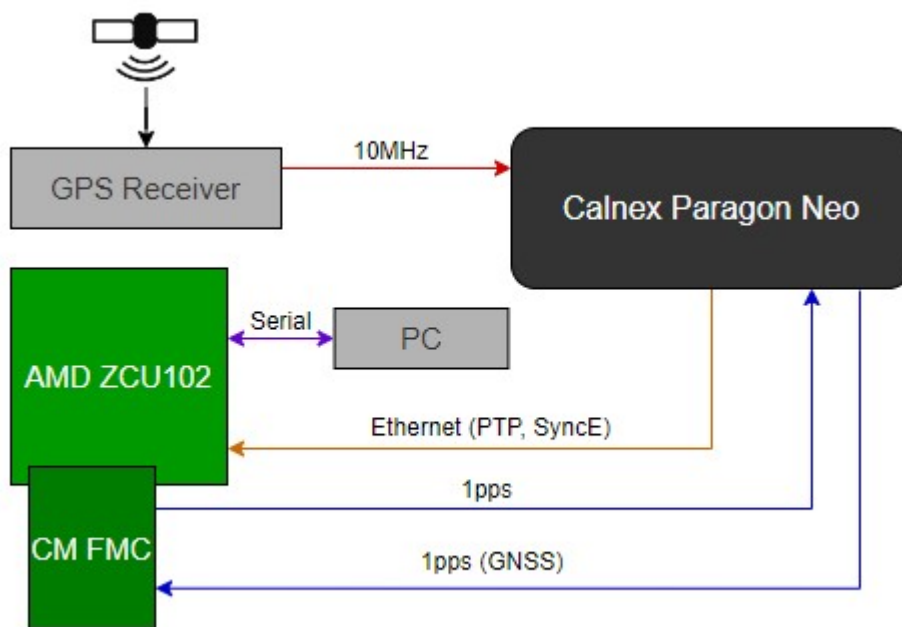 10MHz
GPS Receiver
Calnex Paragon Neo
Serial
PC
AMD ZCU102
Ethernet (PTP, SyncE)
1pps
CM FMC
1pps (GNSS)